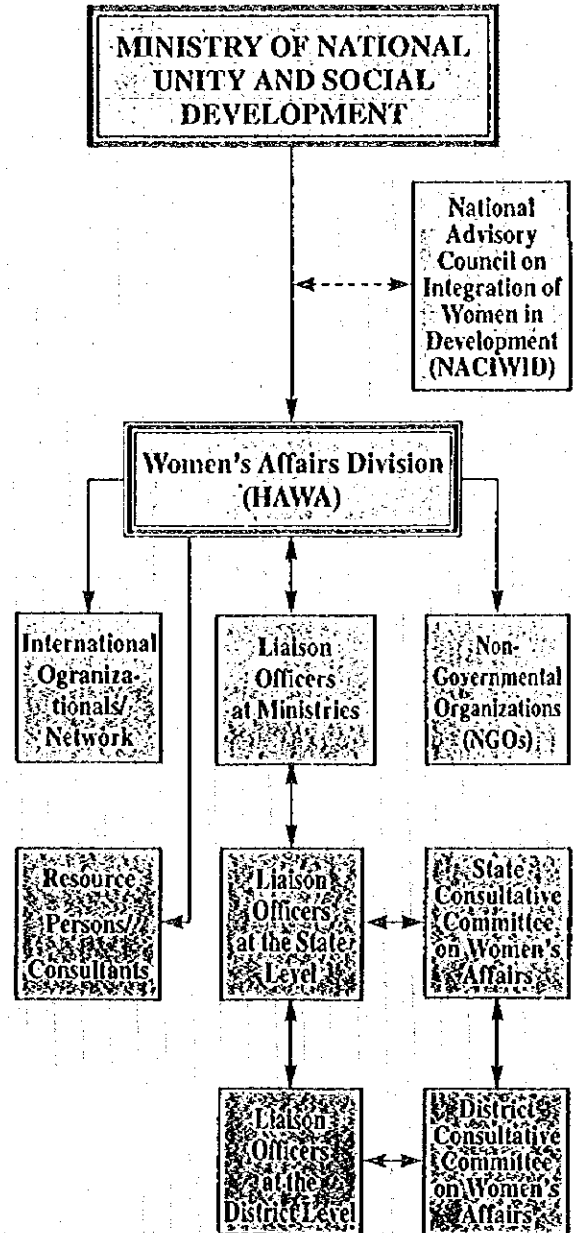 MINISTRY OF NATIONAL
UNITY AND SOCIAL
DEVELOPMENT
National
Advisory
Council on
Integration of
Women in
Development
(NACIWID)
Women's Affairs Division
(HAWA)
International
Ograniza-
tionals/
Network
Liaison
Officers
at Ministries
Non-
Governmental
Organizations
(NGOs)
Resource
Persons/
Consultants
Liaison
Officers
at the State
Level
State
Consultative
Committee
on Women's
Affairs
Liaison
Officers
at the
District Level
District
Consultative
Committee
on Women's
Affairs